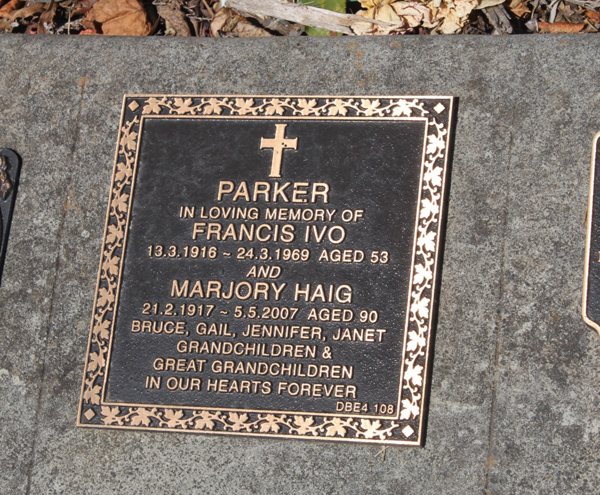 PARKER
IN LOVING MEMORY OF
FRANCIS IVO
13.3.1916 ~ 24.3.1969 AGED 53
AND
MARJORY HAIG
21.2.1917 ~ 5.5.2007 AGED 90
BRUCE, GAIL, JENNIFER, JANET
GRANDCHILDREN &
GREAT GRANDCHILDREN
IN OUR HEARTS FOREVER
DBE4 108